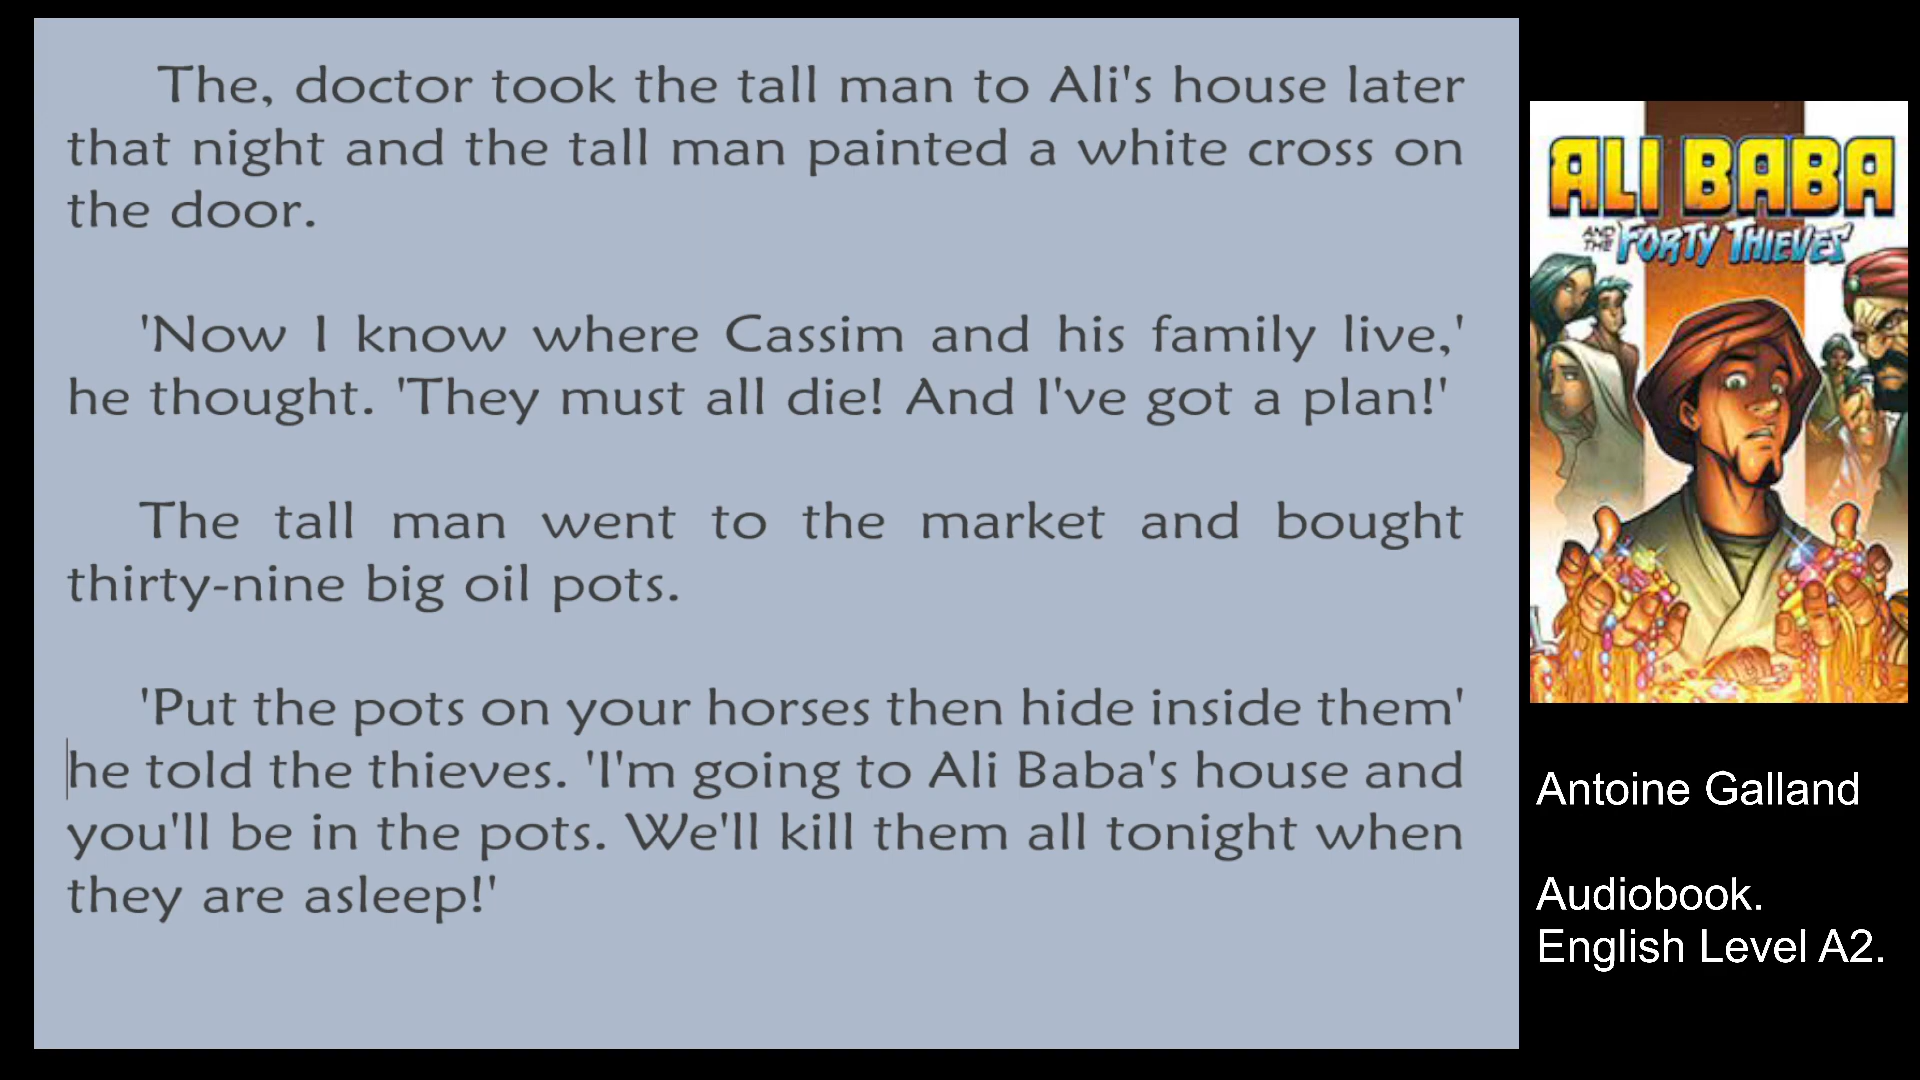 The, doctor took the tall man to Ali's house later
that night and the tall man painted a white cross on
the door.
'Now I know where Cassim and his family live,'
he thought. 'They must all die! And I've got a plan!'
The tall man went to the market and bought
thirty-nine big oil pots.
'Put the pots on your horses then hide inside them'
he told the thieves. 'I'm going to Ali Baba's house and
you'll be in the pots. We'll kill them all tonight when
they are asleep!'
ALI BABA
AND THE FORTY THIEVES
Antoine Galland
Audiobook.
English Level A2.